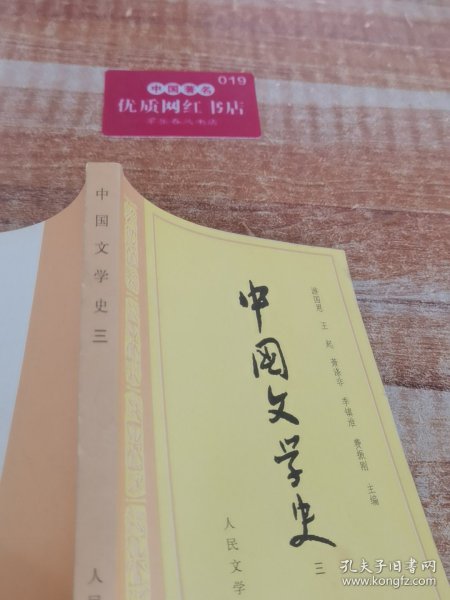 019
中国著名
优质网红书店
中国文学史 三
人民
游国恩 王起 萧涤非 季镇淮 费振刚 主编
中国文学史
三
人民文学
孔夫子旧书网
www.kongfz.com